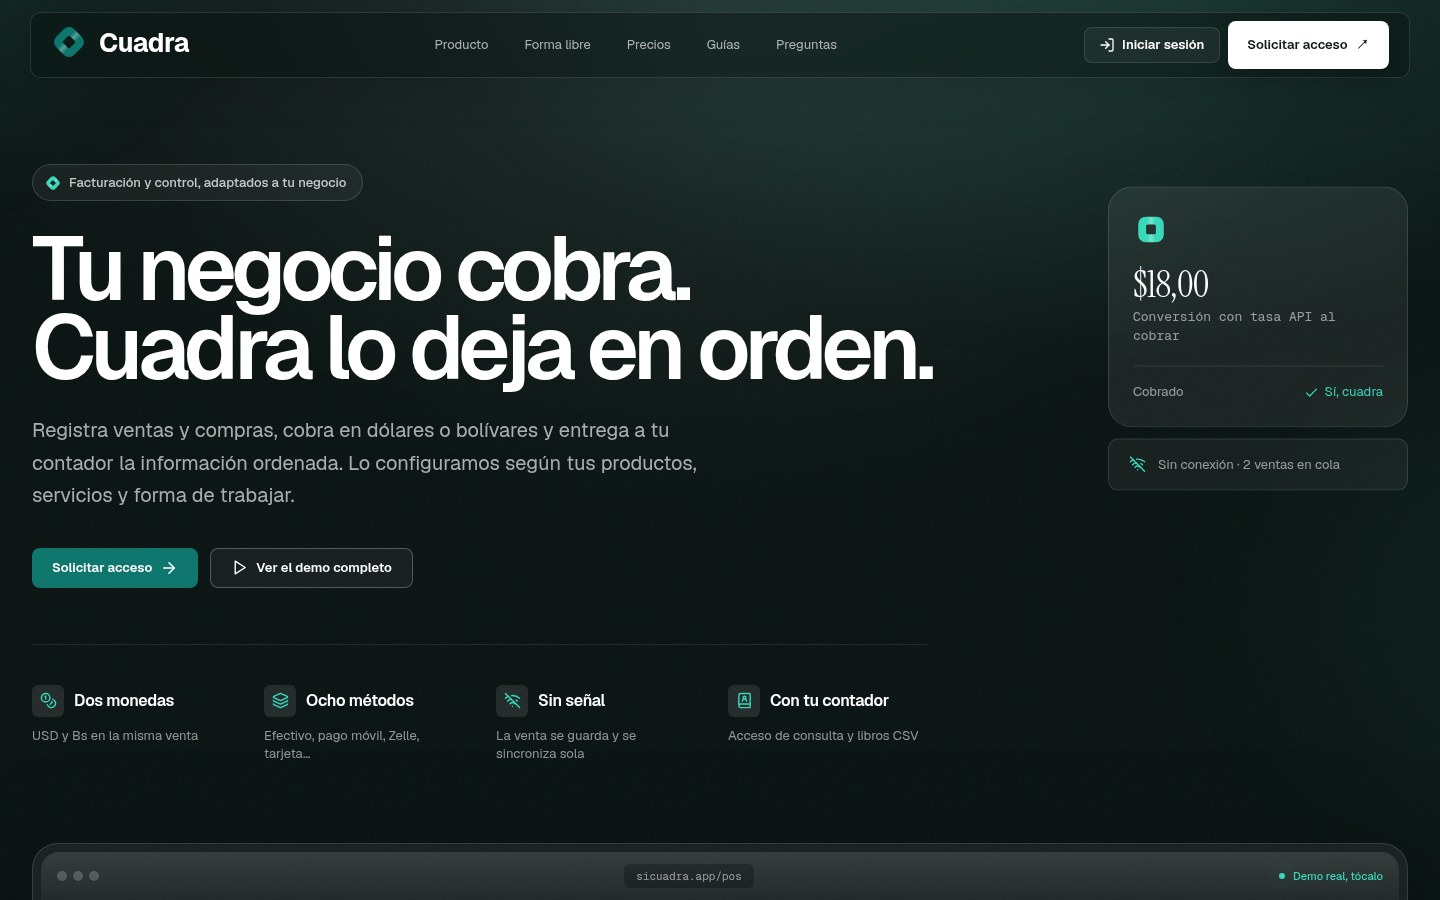 Cuadra
Producto
Forma libre
Precios
Guías
Preguntas
Iniciar sesión
Solicitar acceso
Facturación y control, adaptados a tu negocio
Tu negocio cobra.
Cuadra lo deja en orden.
Registra ventas y compras, cobra en dólares o bolívares y entrega a tu
contador la información ordenada. Lo configuramos según tus productos,
servicios y forma de trabajar.
Solicitar acceso
Ver el demo completo
$18,00
Conversión con tasa API al
cobrar
Cobrado
Sí, cuadra
Sin conexión · 2 ventas en cola
Dos monedas
USD y Bs en la misma venta
Ocho métodos
Efectivo, pago móvil, Zelle,
tarjeta…
Sin señal
La venta se guarda y se
sincroniza sola
Con tu contador
Acceso de consulta y libros CSV
sicuadra.app/pos
Demo real, tócalo